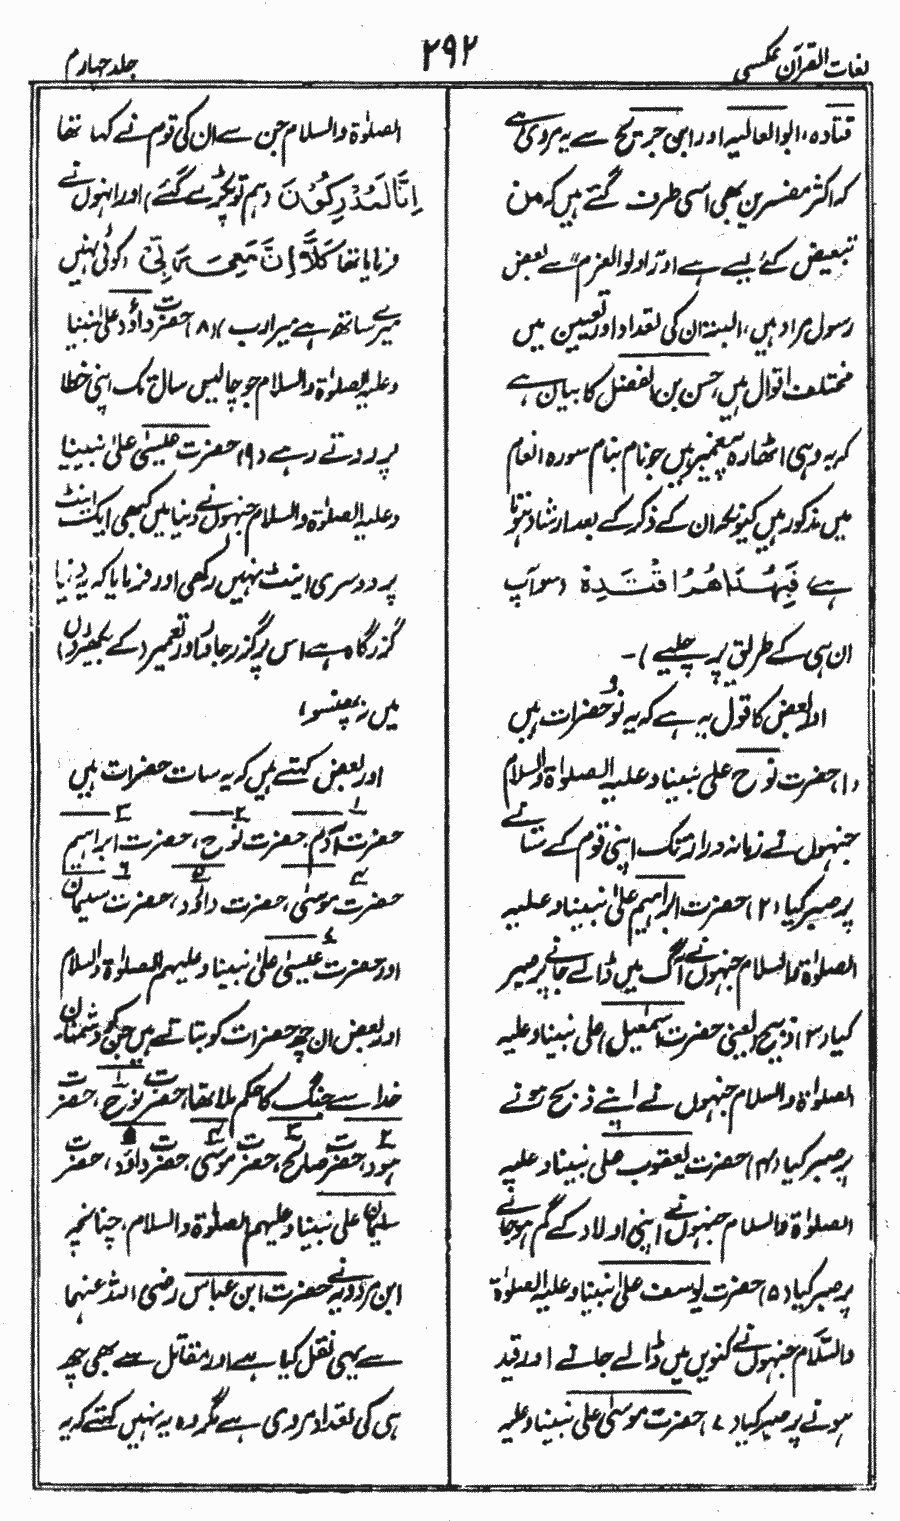 لغات القرآن عکسی
۲۹۲
جلد چہارم
قتادہ، ابو العالیہ اور ابن جریج سے یہ مروی ہے
کہ اکثر مفسرین بھی اسی طرف گئے ہیں کہ من
تبعیض کے لیے ہے اور اولو العزم سے بعض
رسول مراد ہیں، البتہ ان کی تعداد اور تعیین میں
مختلف اقوال ہیں، حسن بن الفضل کا بیان ہے
کہ یہ وہی اٹھارہ پیغمبر ہیں جو نام بنام سورہ انعام
میں مذکور ہیں کیونکہ ان کے ذکر کے بعد ارشاد ہوتا
ہے فَبِهُدَاهُمُ اقْتَدِهْ (سو آپ
ان ہی کے طریق پر چلیے)۔
اور بعض کا قول یہ ہے کہ یہ نو حضرات ہیں
(۱) حضرت نوح علی نبینا وعلیہ الصلوٰۃ والسلام
جنہوں نے زمانہ دراز تک اپنی قوم کے ستانے
پر صبر کیا (۲) حضرت ابراہیم علیٰ نبینا وعلیہ
الصلوٰۃ والسلام جنہوں نے آگ میں ڈالے جانے پر صبر
کیا (۳) ذبیح یعنی حضرت اسمٰعیل علی نبینا وعلیہ
الصلوٰۃ والسلام جنہوں نے اپنے ذبح ہونے
پر صبر کیا (۴) حضرت یعقوب علی نبینا وعلیہ
الصلوٰۃ والسلام جنہوں نے اپنی اولاد کے گم ہو جانے
پر صبر کیا (۵) حضرت یوسف علیٰ نبینا وعلیہ الصلوٰۃ
والسلام جنہوں نے کنویں میں ڈالے جانے اور قید
ہونے پر صبر کیا (۷) حضرت موسیٰ علی نبینا وعلیہ
الصلوٰۃ والسلام جن سے ان کی قوم نے کہا تھا
اِنَّا لَمُدْرَكُوْنَ (ہم تو پکڑے گئے) اور انہوں نے
فرمایا تھا كَلَّا اِنَّ مَعِیَ رَبِّیْ (کوئی نہیں
میرے ساتھ ہے میرا رب) (۸) حضرت داؤد علیٰ نبینا
وعلیہ الصلوٰۃ والسلام جو چالیس سال تک اپنی خطا
پر روتے رہے (۹) حضرت عیسیٰ علیٰ نبینا
وعلیہ الصلوٰۃ والسلام جنہوں نے دنیا میں کبھی ایک اینٹ
پر دوسری اینٹ نہیں رکھی اور فرمایا کہ یہ دنیا
گزرگاہ ہے اس پر گزر جاؤ اور تعمیر (کے بکھیڑوں)
میں نہ پھنسو،
اور بعض کہتے ہیں کہ یہ سات حضرات ہیں
حضرت آدم، حضرت نوح، حضرت ابراہیم
حضرت موسیٰ، حضرت داؤد، حضرت سلیمان
اور حضرت عیسیٰ علیٰ نبینا وعلیہم الصلوٰۃ والسلام
اور بعض ان چھ حضرات کو بتاتے ہیں جن کو دشمنان
خدا سے جنگ کا حکم ملا تھا، حضرت نوح، حضرت
ہود، حضرت صالح، حضرت موسیٰ، حضرت داؤد، حضرت
سلیمان علی نبینا وعلیہم الصلوٰۃ والسلام، چنانچہ
ابن مردویہ نے حضرت ابن عباس رضی اللہ عنہما
سے یہی نقل کیا ہے اور مقاتل سے بھی چھ
ہی کی تعداد مروی ہے مگر وہ یہ نہیں کہتے کہ یہ